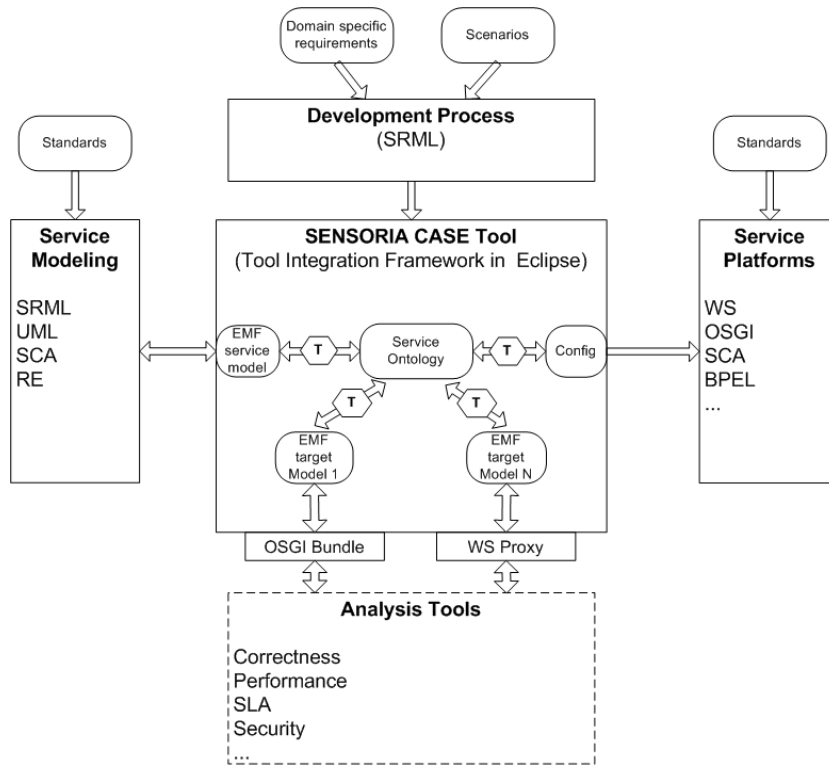 Domain specific
requirements
Scenarios
Development Process
(SRML)
Standards
Standards
Service
Modeling
SRML
UML
SCA
RE
SENSORIA CASE Tool
(Tool Integration Framework in Eclipse)
EMF
service
model
T
Service
Ontology
T
Config
T
T
EMF
target
Model 1
EMF
target
Model N
Service
Platforms
WS
OSGI
SCA
BPEL
...
OSGI Bundle
WS Proxy
Analysis Tools
Correctness
Performance
SLA
Security
...